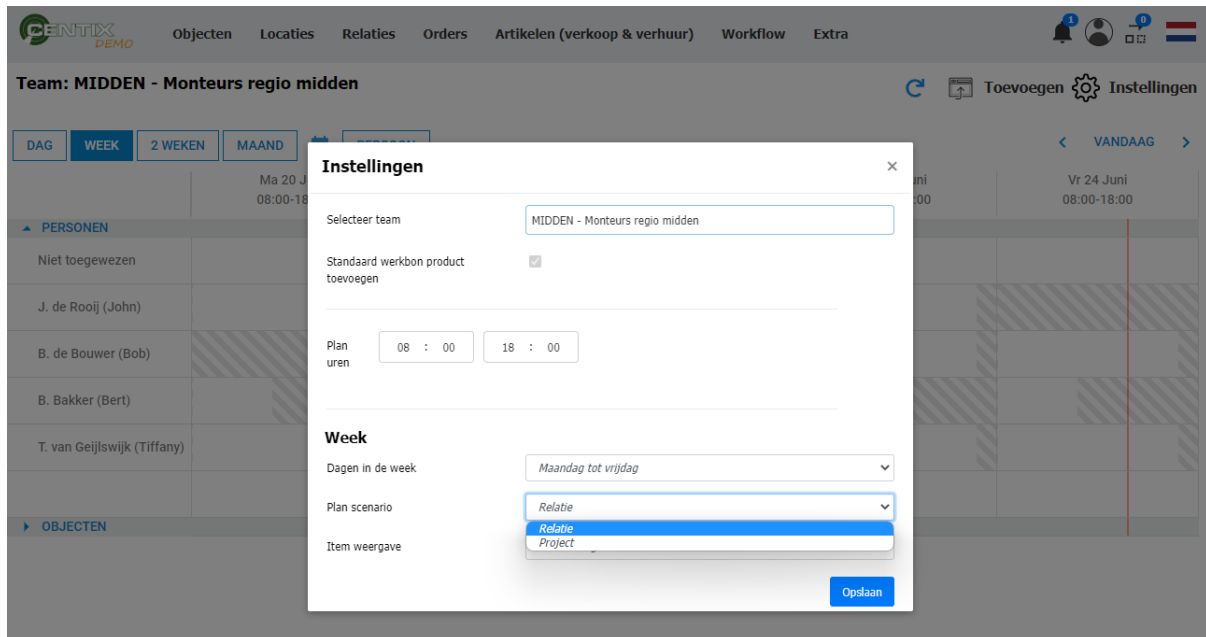 CENTIX
DEMO
Objecten Locaties Relaties Orders Artikelen (verkoop & verhuur) Workflow Extra
1
0
Team: MIDDEN - Monteurs regio midden
Toevoegen Instellingen
DAG WEEK 2 WEKEN MAAND
VANDAAG
Ma 20 J
08:00-18
uni
:00
Vr 24 Juni
08:00-18:00
PERSONEN
Niet toegewezen
J. de Rooij (John)
B. de Bouwer (Bob)
B. Bakker (Bert)
T. van Geijlswijk (Tiffany)
OBJECTEN
Instellingen
×
Selecteer team
MIDDEN - Monteurs regio midden
Standaard werkbon product
toevoegen
Plan
uren
08 : 00 18 : 00
Week
Dagen in de week
Maandag tot vrijdag
Plan scenario
Relatie
Relatie
Project
Item weergave
Opslaan